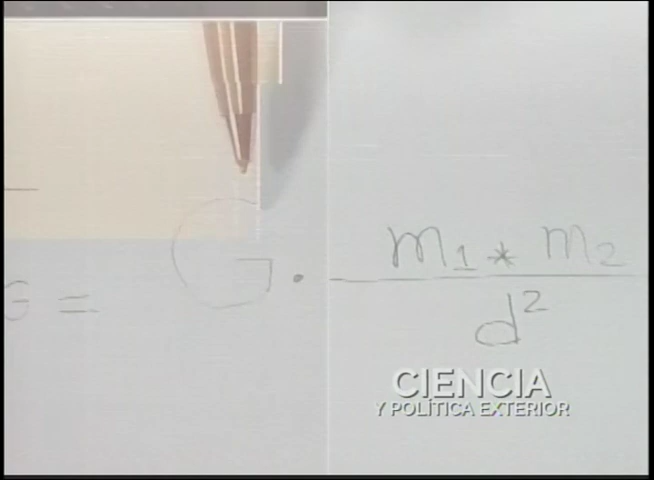 m₁ * m₂
G = G · ―
d²
CIENCIA
Y POLÍTICA EXTERIOR